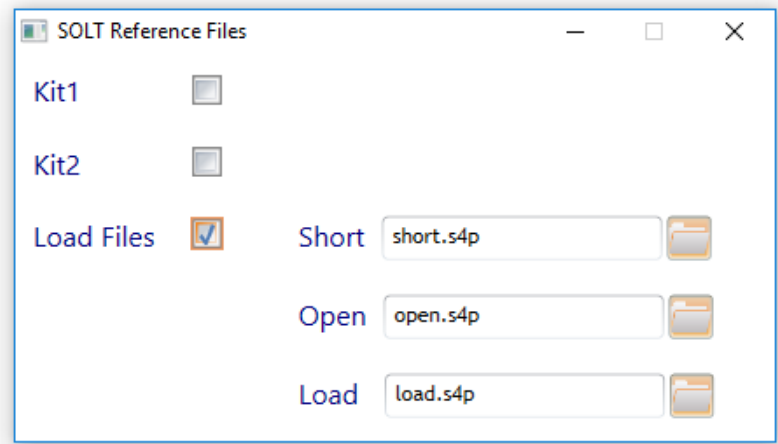 SOLT Reference Files
Kit1
Kit2
Load Files Short short.s4p
Open open.s4p
Load load.s4p